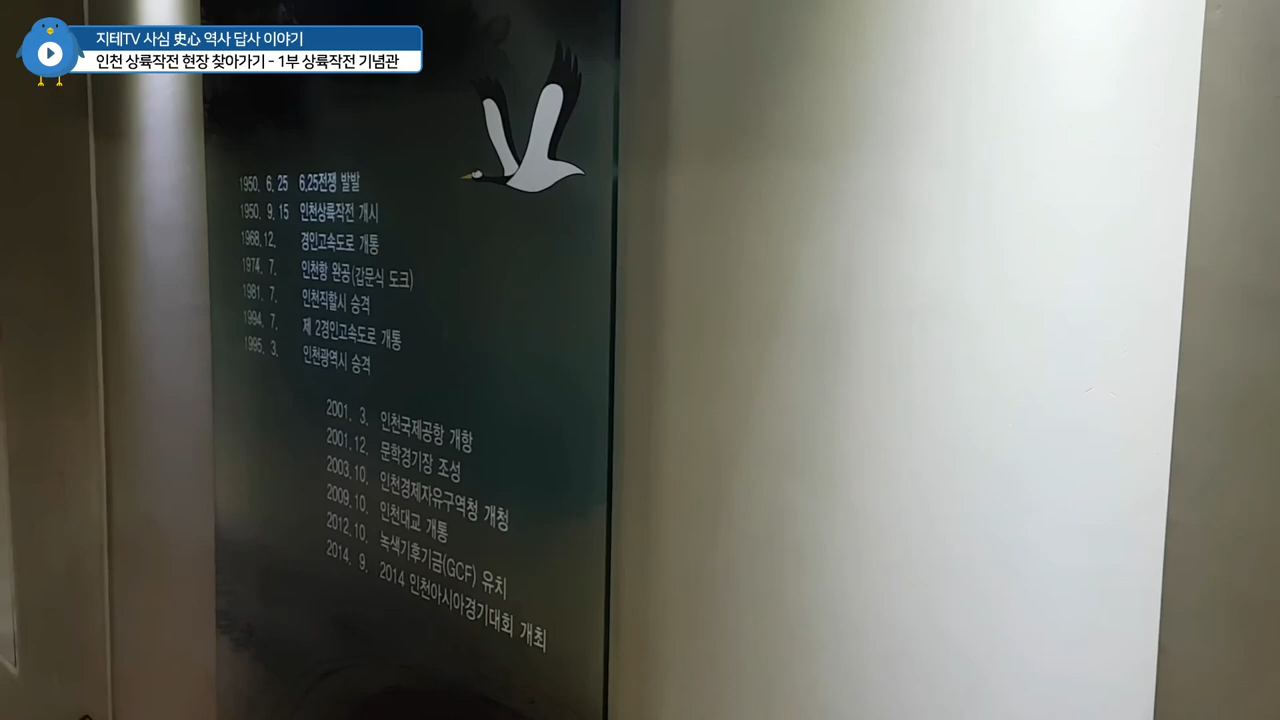 지테TV 사심 史心 역사 답사 이야기
인천 상륙작전 현장 찾아가기 - 1부 상륙작전 기념관
1950. 6. 25 6.25전쟁 발발
1950. 9. 15 인천상륙작전 개시
1968. 12. 경인고속도로 개통
1974. 7. 인천항 완공(갑문식 도크)
1981. 7. 인천직할시 승격
1994. 7. 제 2경인고속도로 개통
1995. 3. 인천광역시 승격
2001. 3. 인천국제공항 개항
2001. 12. 문학경기장 조성
2003. 10. 인천경제자유구역청 개청
2009. 10. 인천대교 개통
2012. 10. 녹색기후기금(GCF) 유치
2014. 9. 2014 인천아시아경기대회 개최